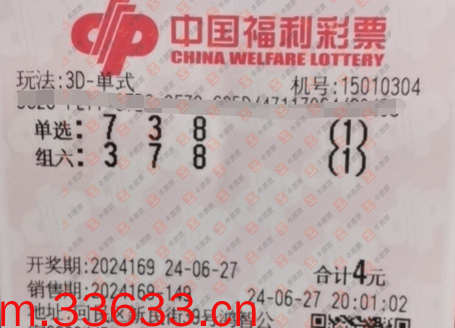 中国福利彩票
CHINA WELFARE LOTTERY
玩法:3D-单式 机号:15010304
单选: 7 3 8 (1)
组六: 3 7 8 (1)
开奖期:2024169 24-06-27 合计4元
销售期:2024169-149 24-06-27 20:01:02
m.33633.cn